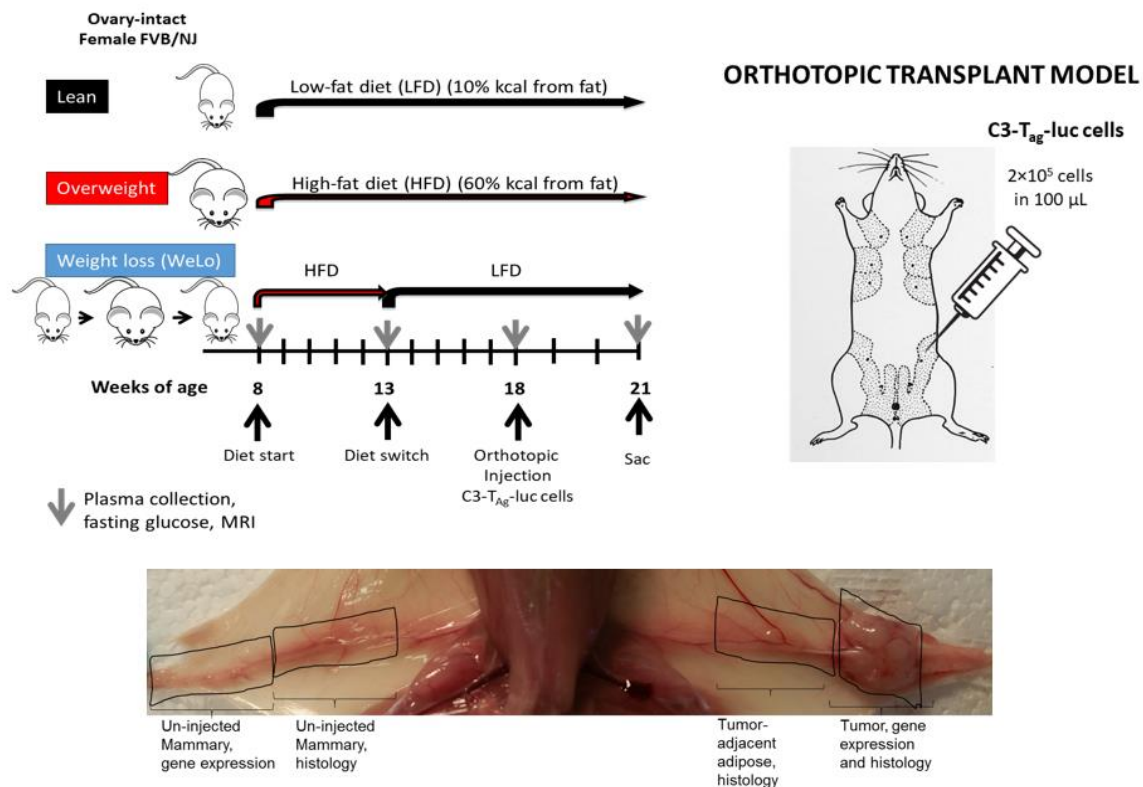 Ovary-intact
Female FVB/NJ
Lean
Low-fat diet (LFD) (10% kcal from fat)
Overweight
High-fat diet (HFD) (60% kcal from fat)
Weight loss (WeLo)
HFD
LFD
Weeks of age
8
13
18
21
Diet start
Diet switch
Orthotopic
Injection
C3-TAg-luc cells
Sac
Plasma collection,
fasting glucose, MRI
ORTHOTOPIC TRANSPLANT MODEL
C3-Tag-luc cells
2×10⁵ cells
in 100 µL
Un-injected
Mammary,
gene expression
Un-injected
Mammary,
histology
Tumor-
adjacent
adipose,
histology
Tumor, gene
expression
and histology